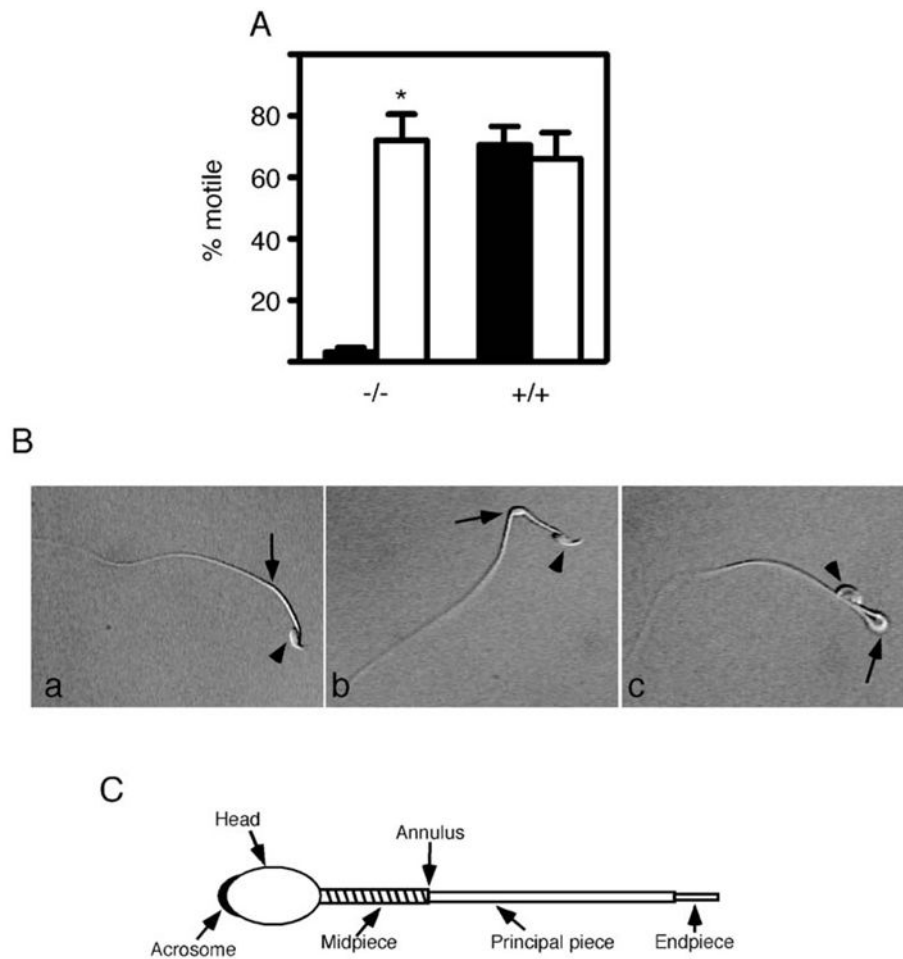 A
*
80
60
40
20
% motile
-/-
+/+
B
a
b
c
C
Head
Annulus
Acrosome
Midpiece
Principal piece
Endpiece